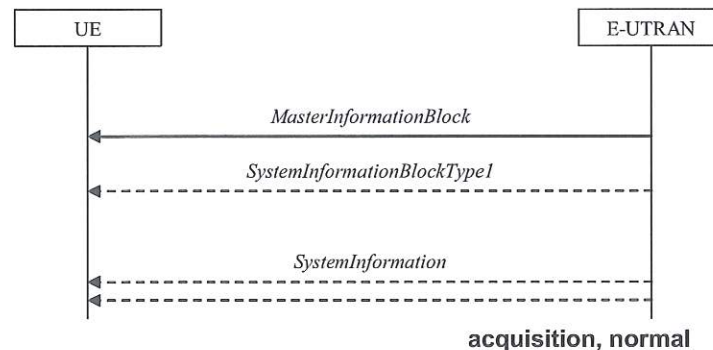 UE
E-UTRAN
MasterInformationBlock
SystemInformationBlockType1
SystemInformation
acquisition, normal